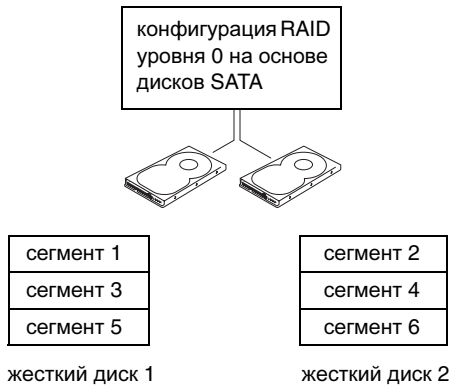 конфигурация RAID
уровня 0 на основе
дисков SATA
сегмент 1
сегмент 3
сегмент 5
жесткий диск 1
сегмент 2
сегмент 4
сегмент 6
жесткий диск 2